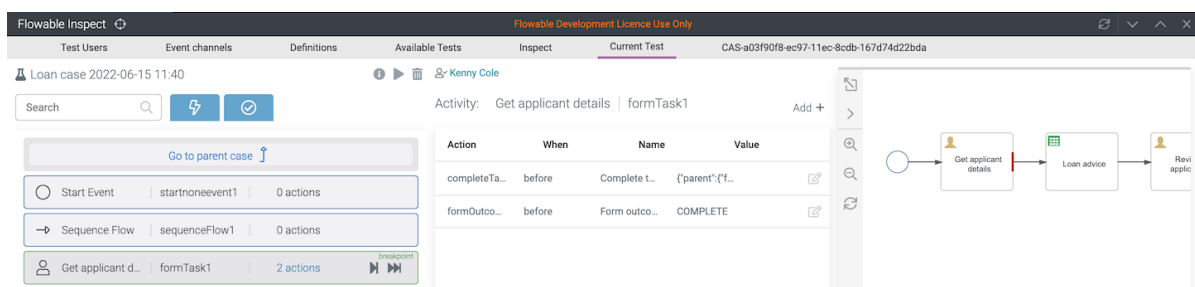 Flowable Inspect
Flowable Development Licence Use Only
Test Users Event channels Definitions Available Tests Inspect Current Test CAS-a03f90f8-ec97-11ec-8cdb-167d74d22bda
Loan case 2022-06-15 11:40
Search
Go to parent case
Start Event startnoneevent1 0 actions
Sequence Flow sequenceFlow1 0 actions
breakpoint
Get applicant d... formTask1 2 actions
Kenny Cole
Activity: Get applicant details formTask1 Add +
Action When Name Value
completeTa... before Complete t... {"parent":{"f...
formOutco... before Form outco... COMPLETE
Get applicant
details
Loan advice
Revi
applic